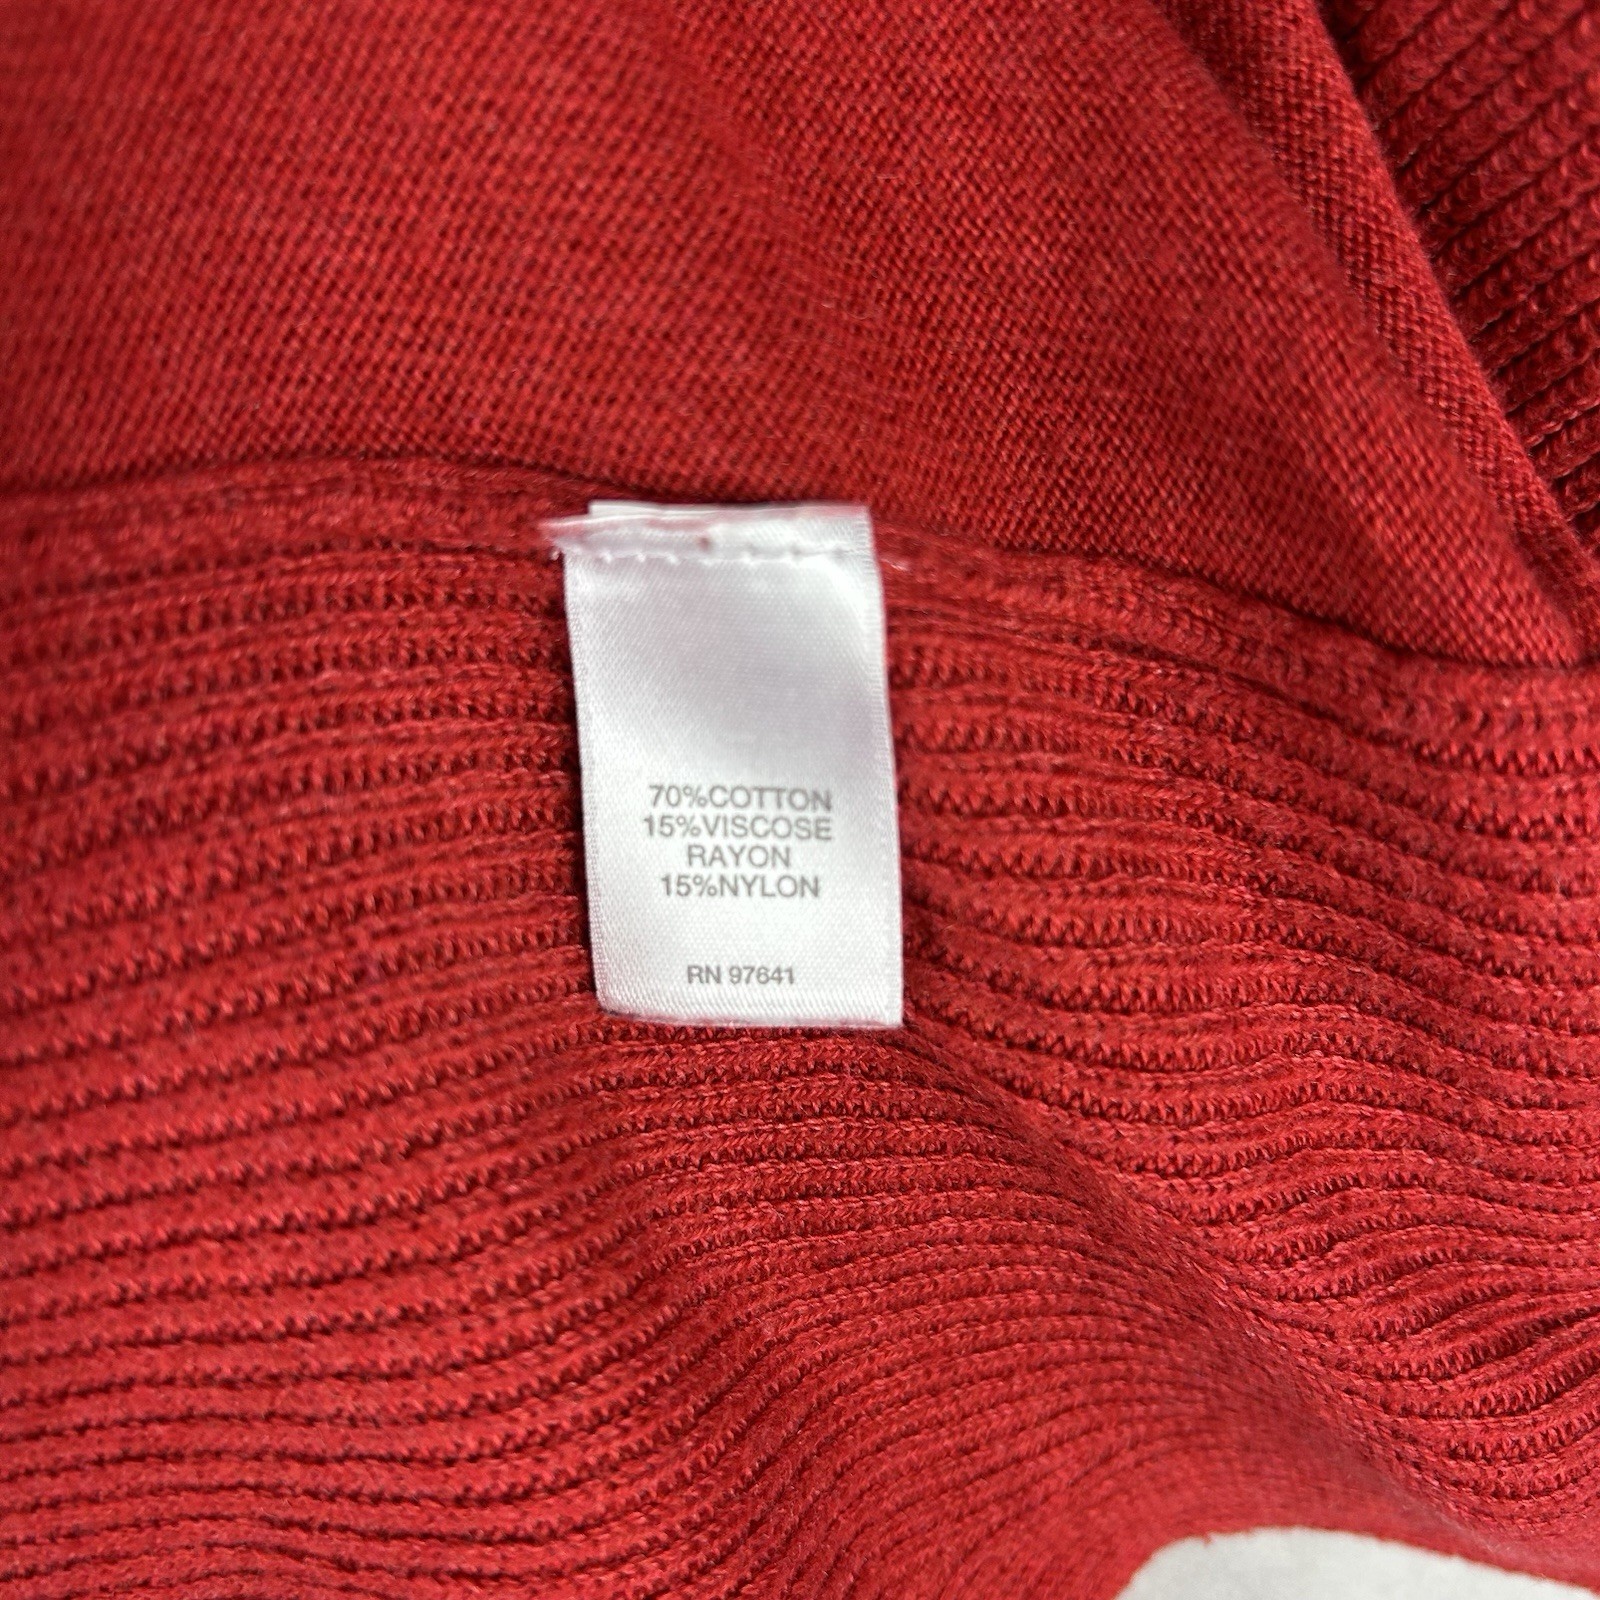 70%COTTON
15%VISCOSE
RAYON
15%NYLON
RN 97641